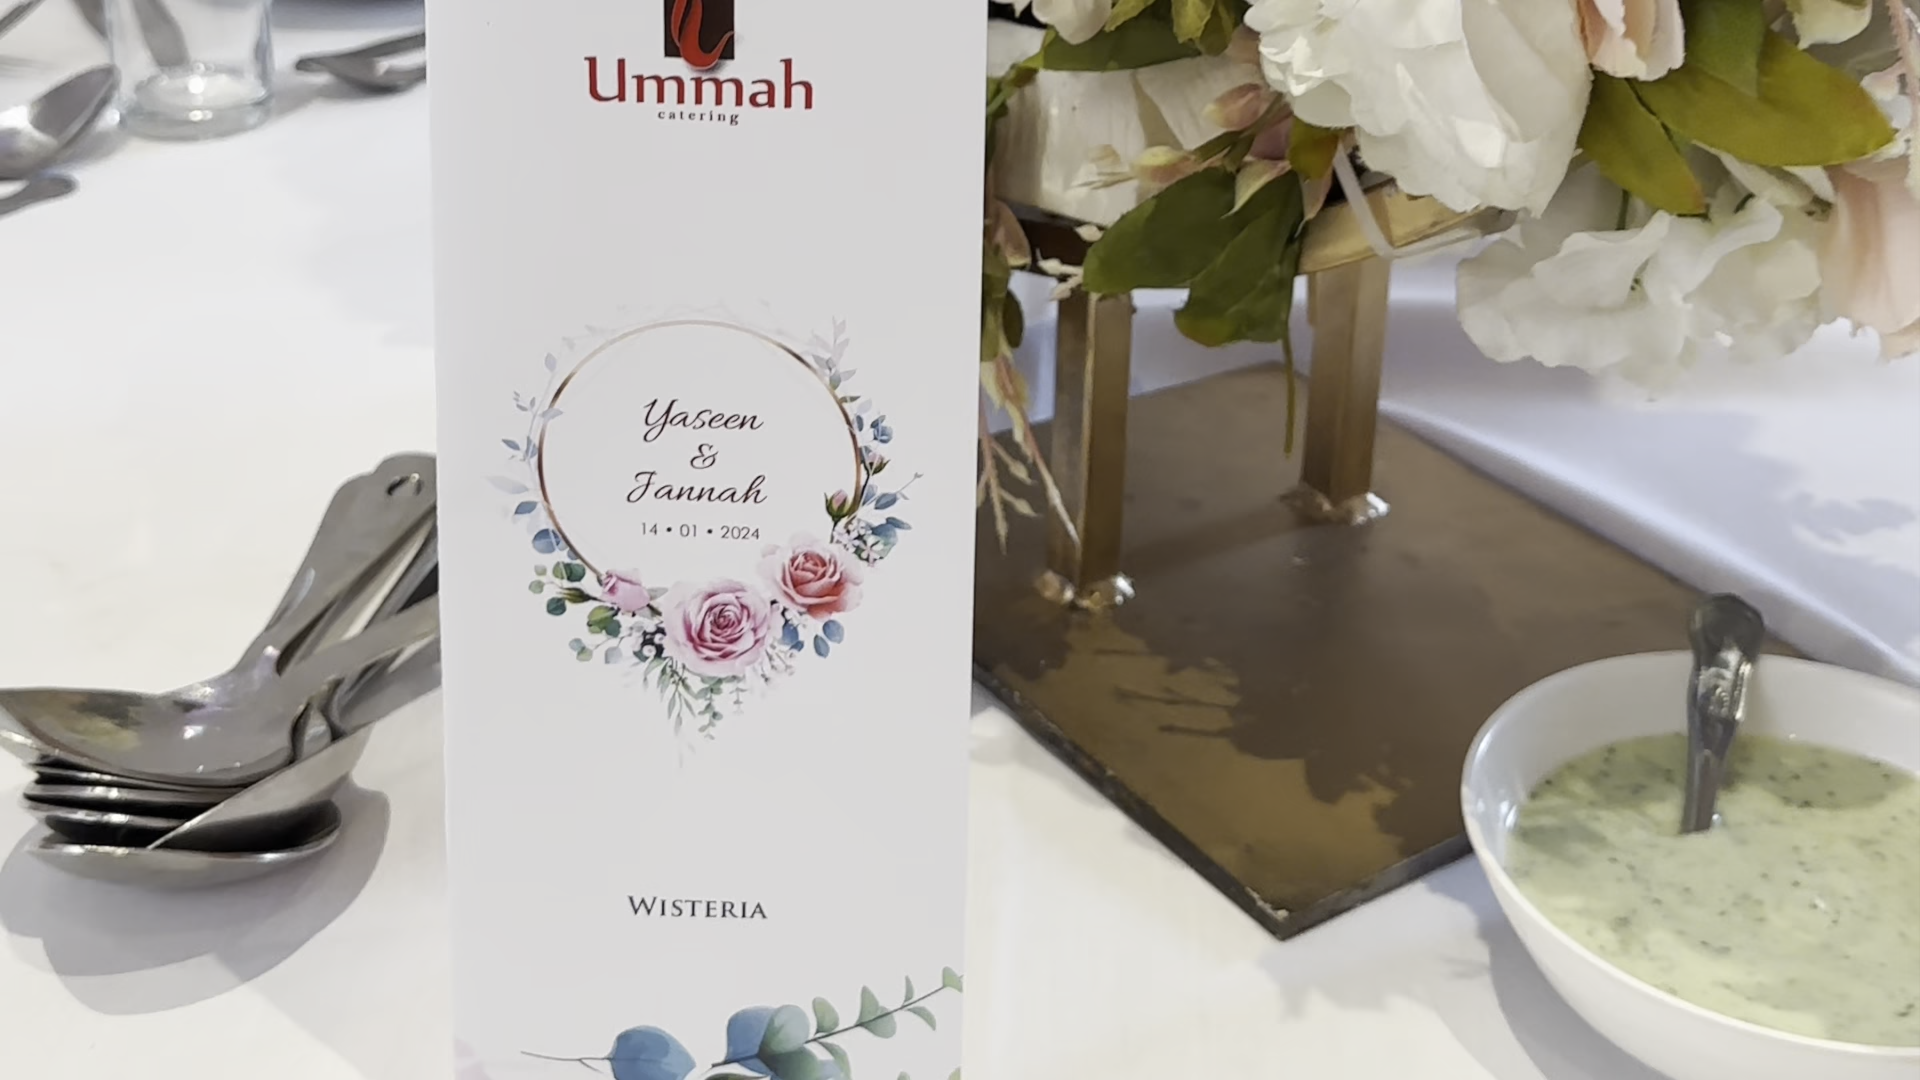 Ummah
catering
Yaseen
&
Jannah
14 • 01 • 2024
WISTERIA